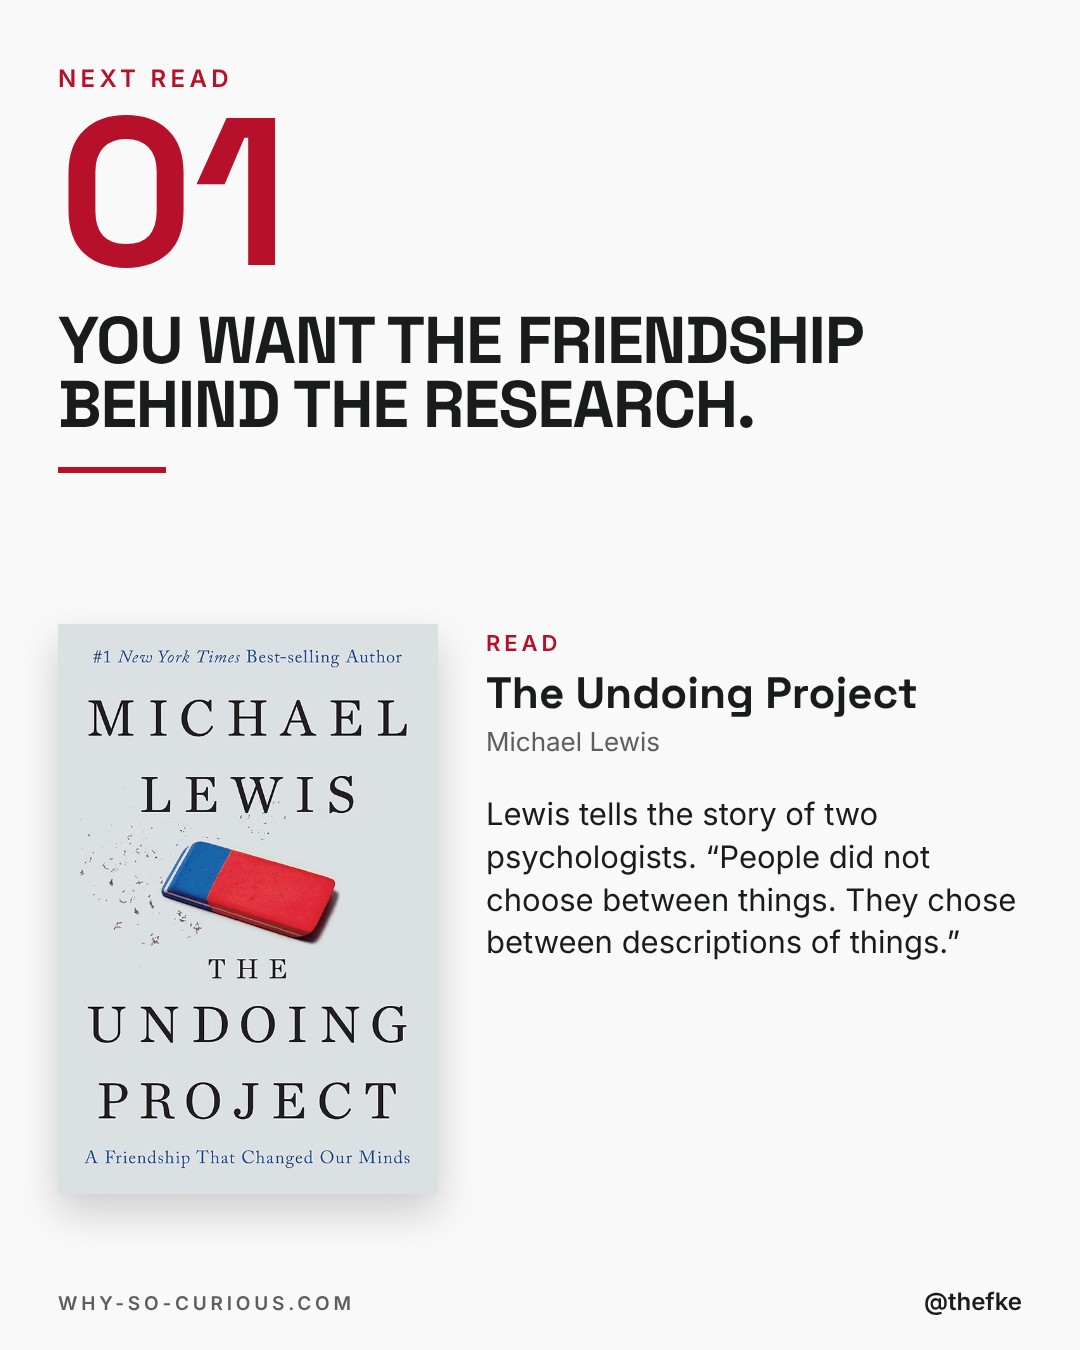 NEXT READ
01
YOU WANT THE FRIENDSHIP
BEHIND THE RESEARCH.
#1 New York Times Best-selling Author
MICHAEL
LEWIS
THE
UNDOING
PROJECT
A Friendship That Changed Our Minds
READ
The Undoing Project
Michael Lewis
Lewis tells the story of two
psychologists. “People did not
choose between things. They chose
between descriptions of things.”
WHY-SO-CURIOUS.COM
@thefke